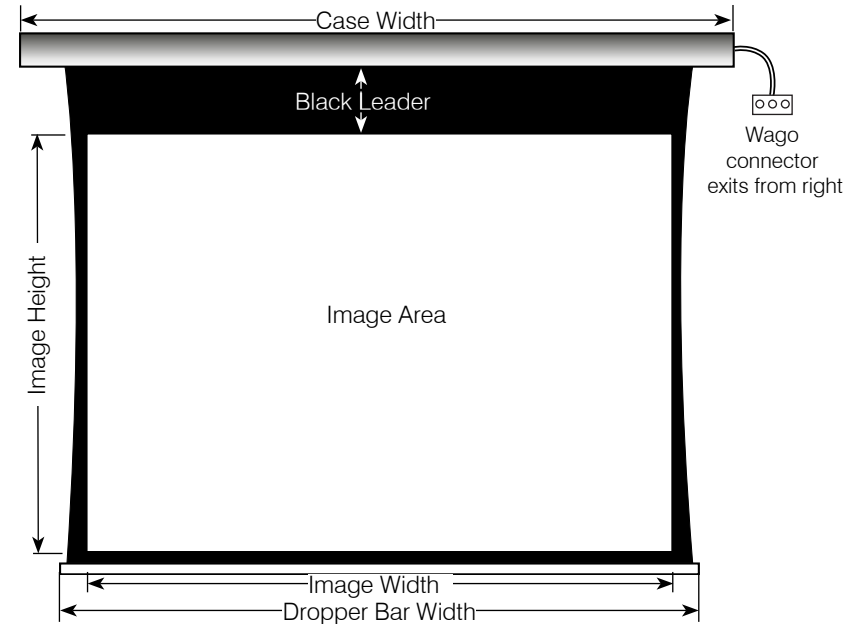 Case Width
Black Leader
Wago
connector
exits from right
Image Height
Image Area
Image Width
Dropper Bar Width